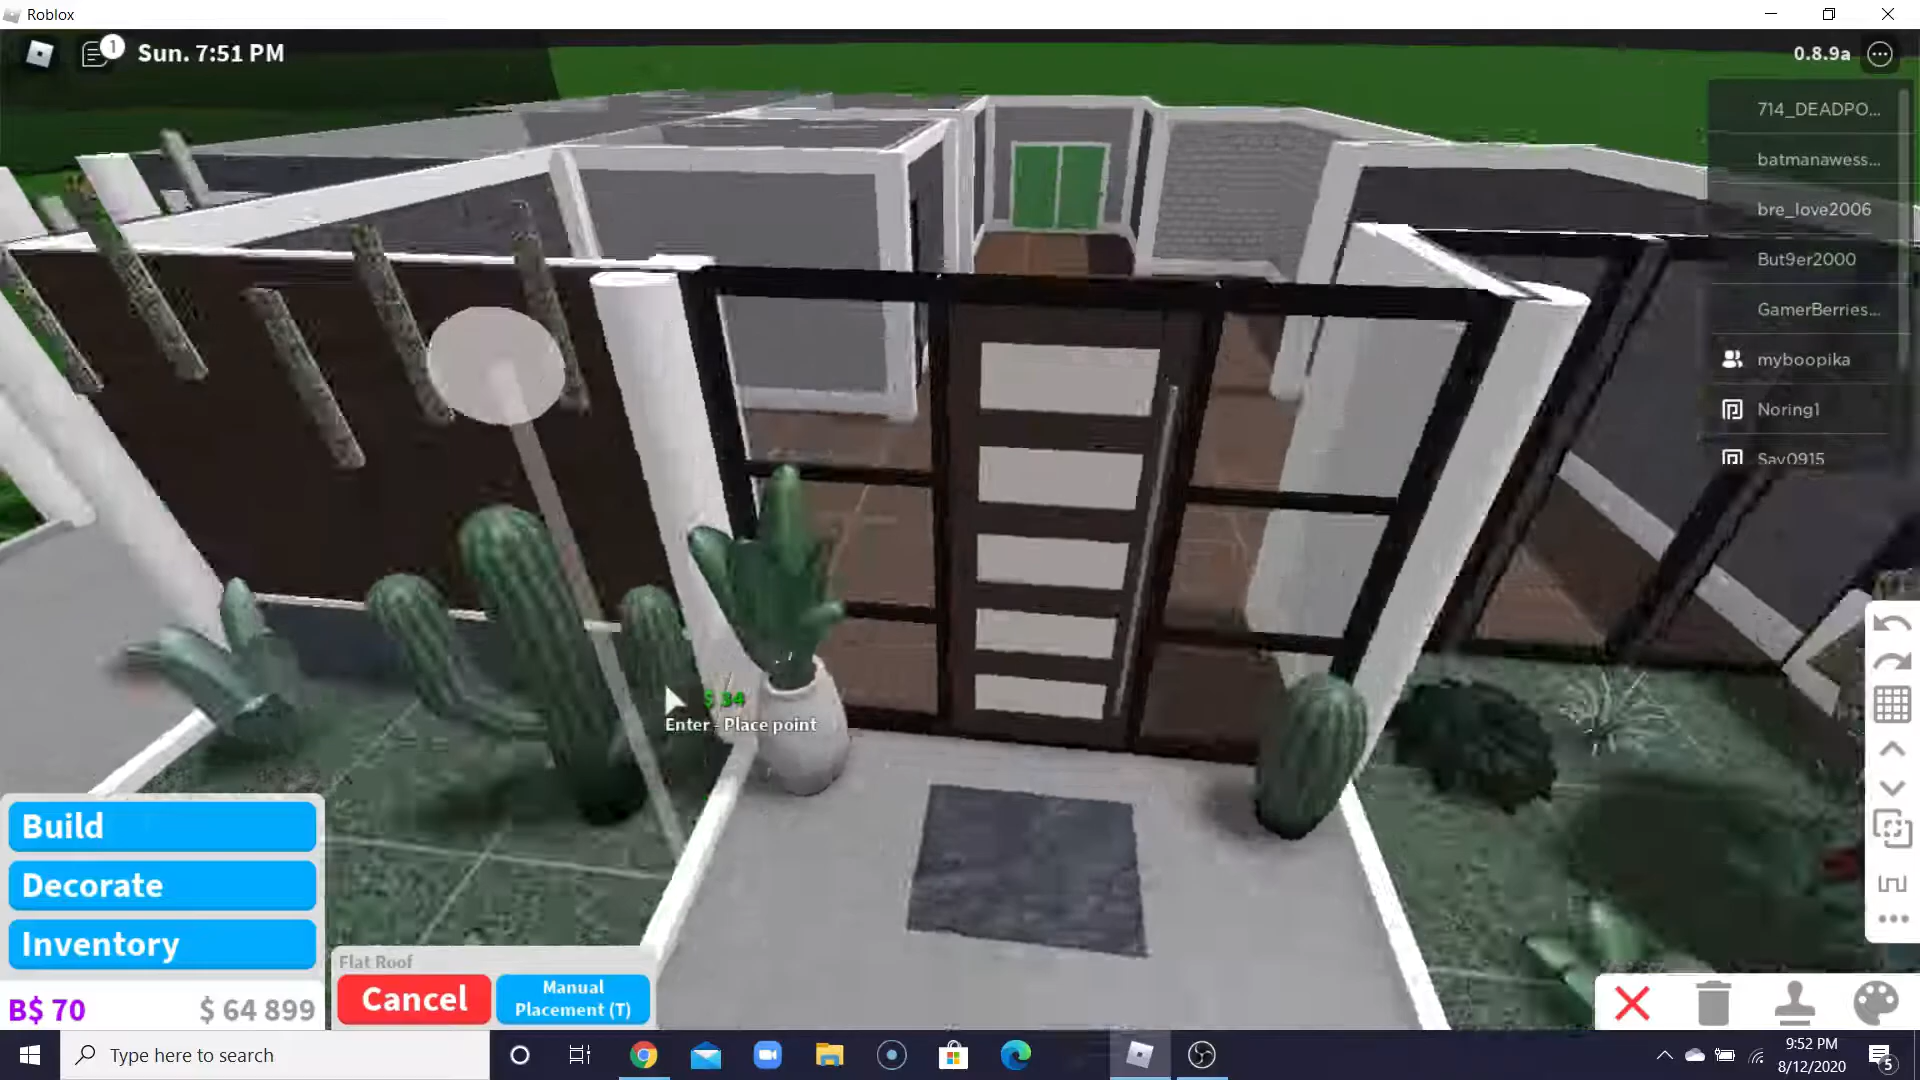 Roblox
1
Sun. 7:51 PM
0.8.9a
714_DEADPO...
batmanawess...
bre_love2006
But9er2000
GamerBerries...
myboopika
Noring1
Sav0915
$ 34
Enter - Place point
Build
Decorate
Inventory
Flat Roof
Cancel
Manual
Placement (T)
B$ 70
$ 64 899
Type here to search
9:52 PM
8/12/2020
5